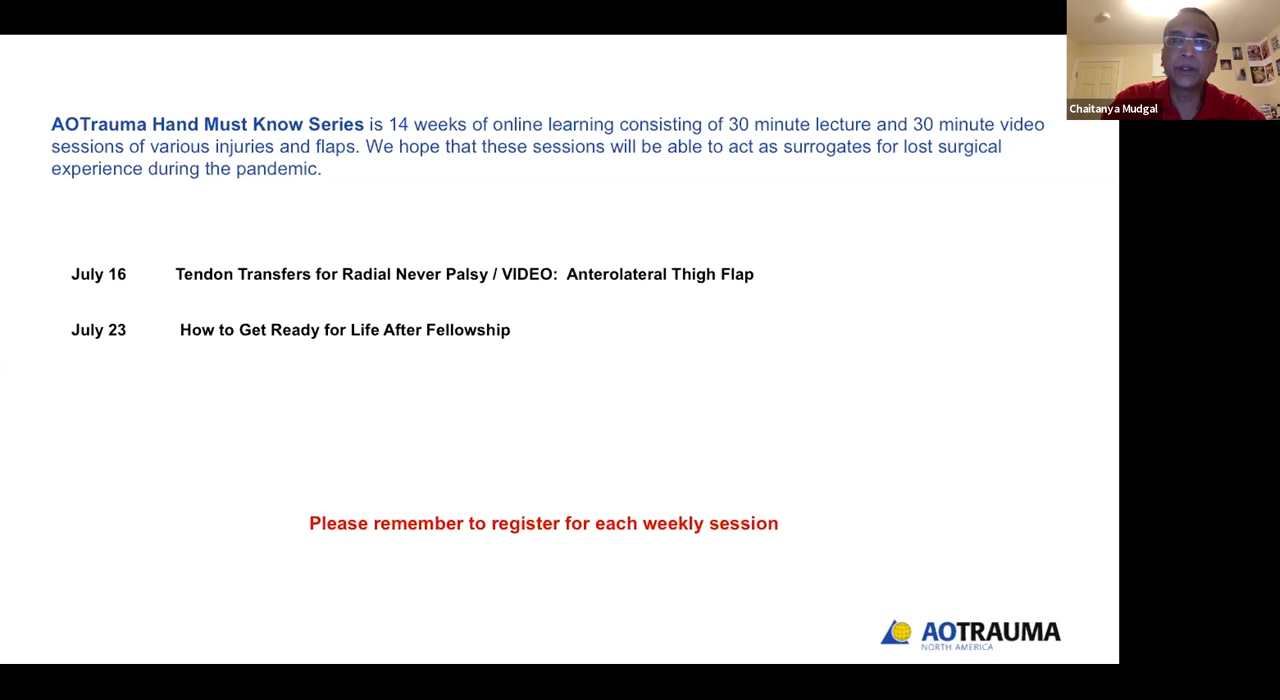 Chaitanya Mudgal
AOTrauma Hand Must Know Series is 14 weeks of online learning consisting of 30 minute lecture and 30 minute video
sessions of various injuries and flaps. We hope that these sessions will be able to act as surrogates for lost surgical
experience during the pandemic.
July 16 Tendon Transfers for Radial Never Palsy / VIDEO: Anterolateral Thigh Flap
July 23 How to Get Ready for Life After Fellowship
Please remember to register for each weekly session
AOTRAUMA
NORTH AMERICA